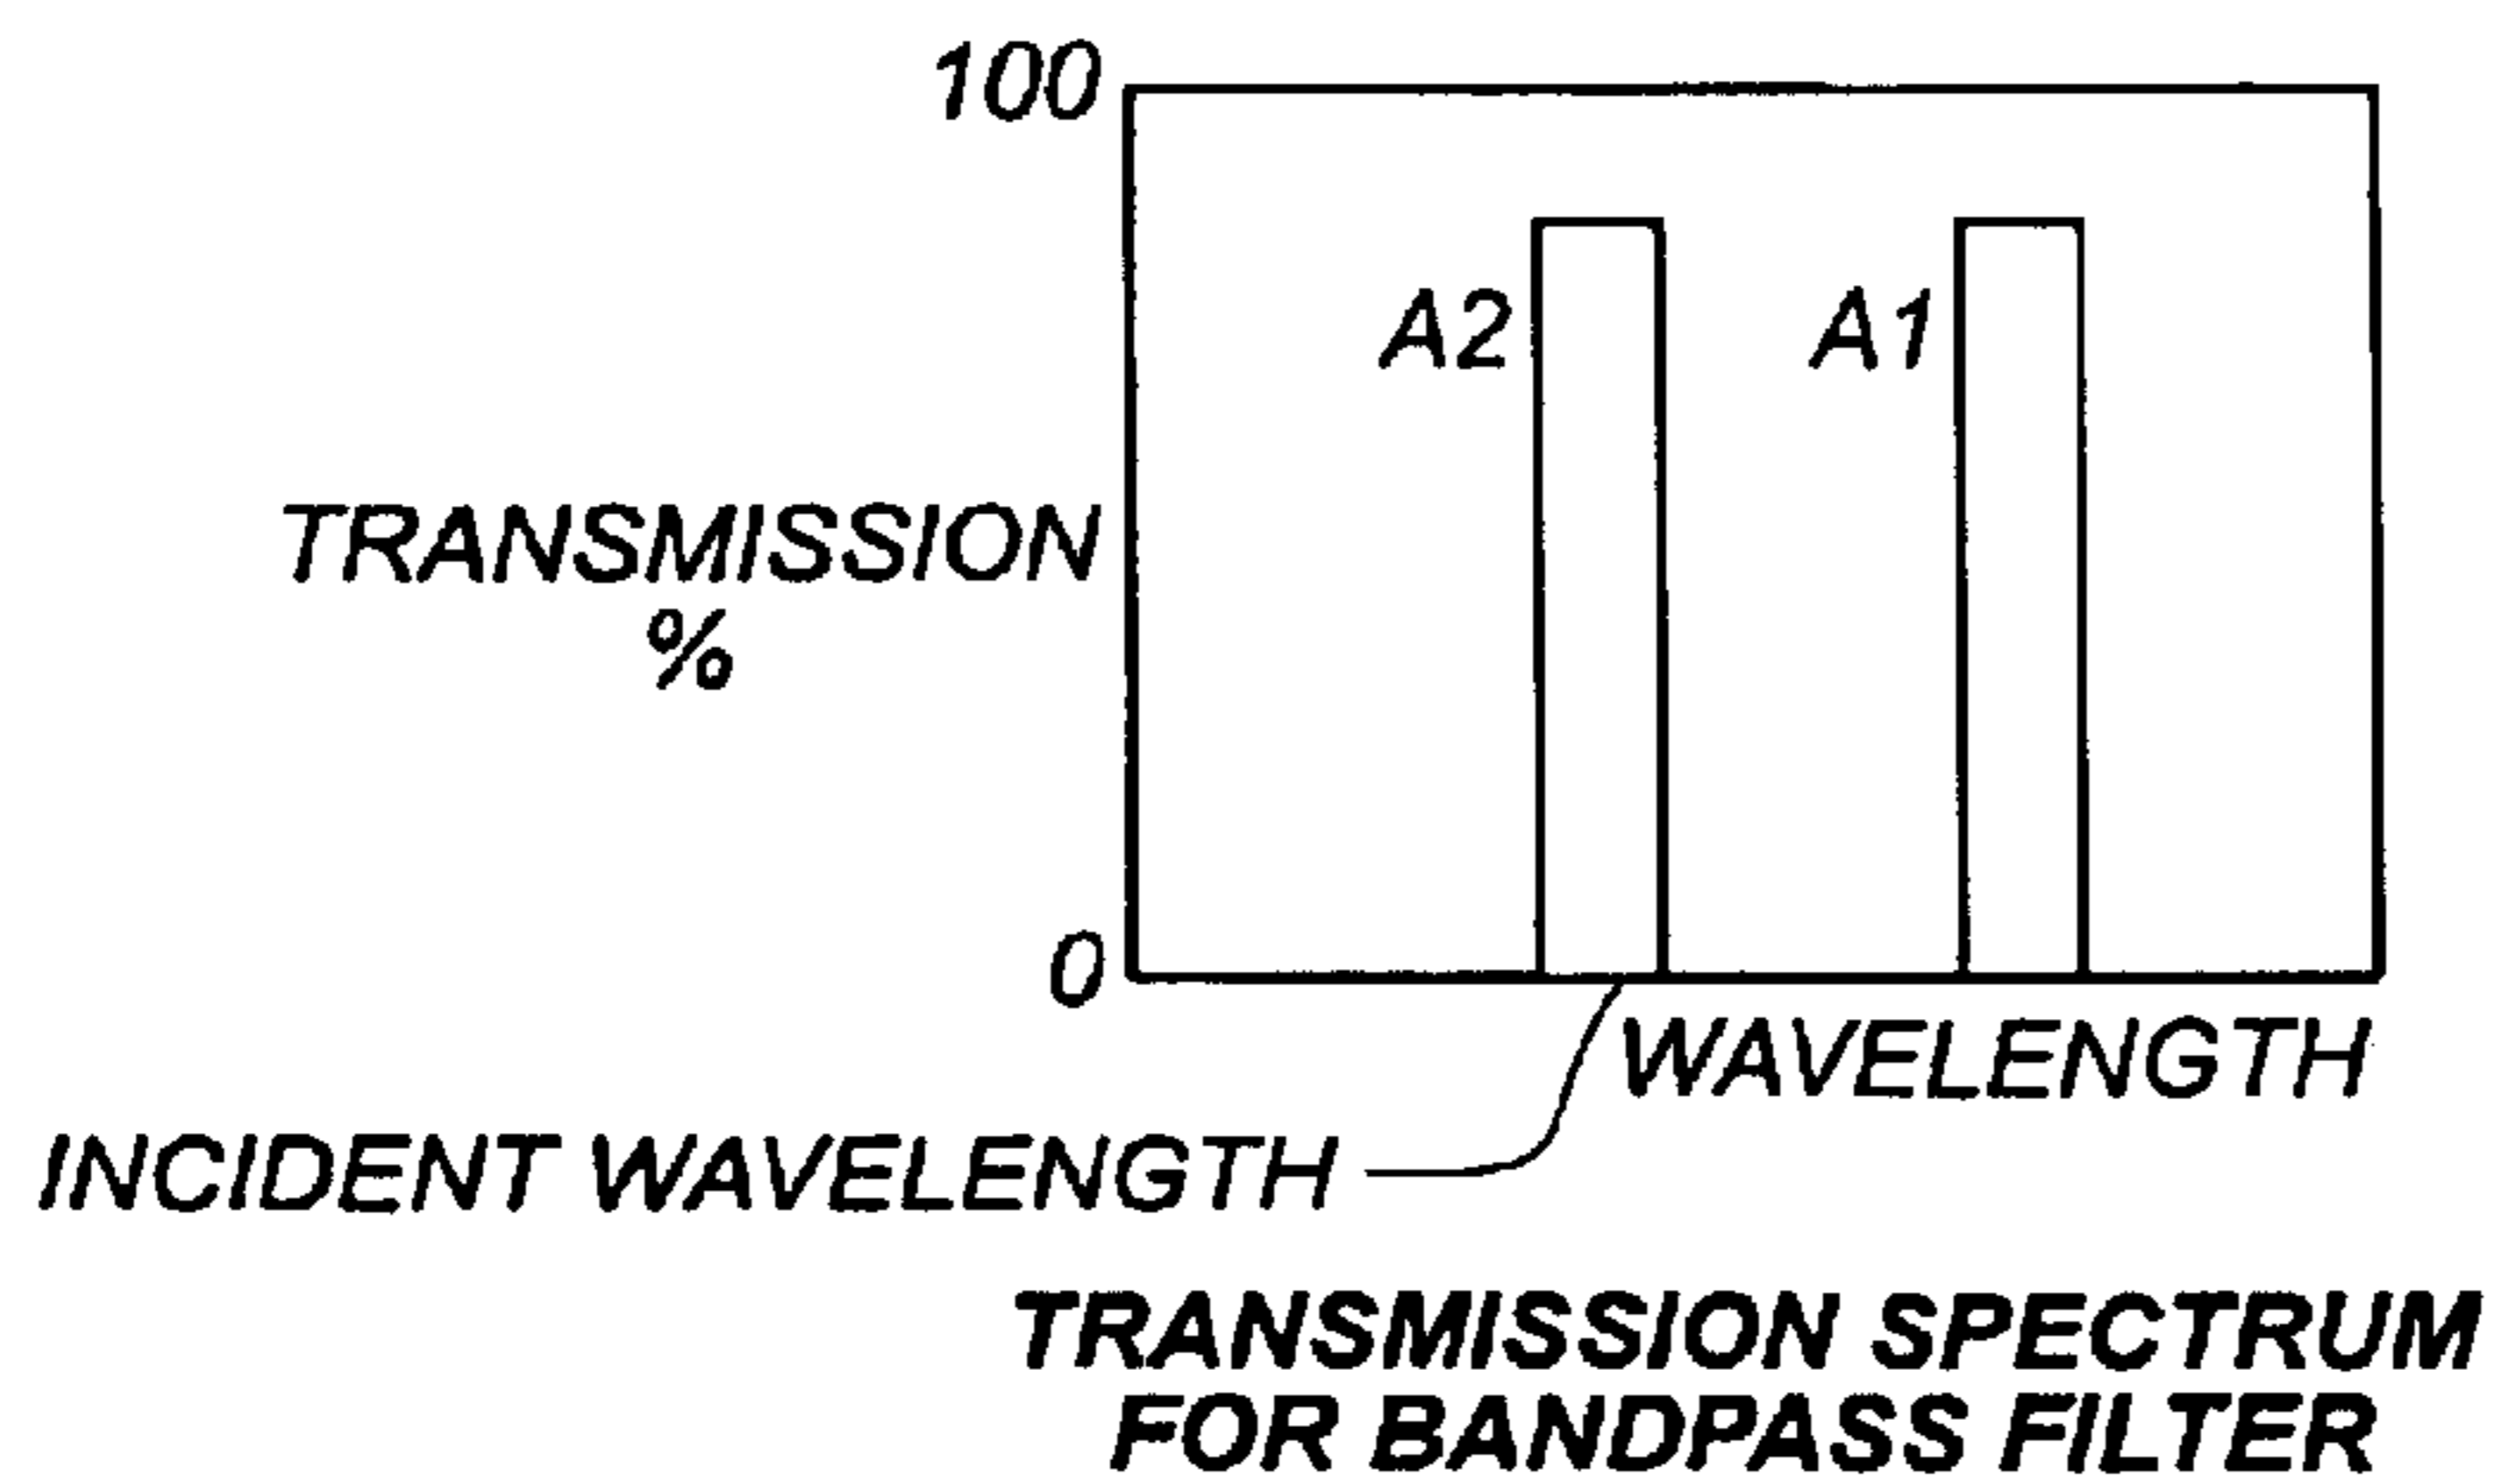 100
A2
A1
TRANSMISSION
%
0
WAVELENGTH
INCIDENT WAVELENGTH
TRANSMISSION SPECTRUM
FOR BANDPASS FILTER